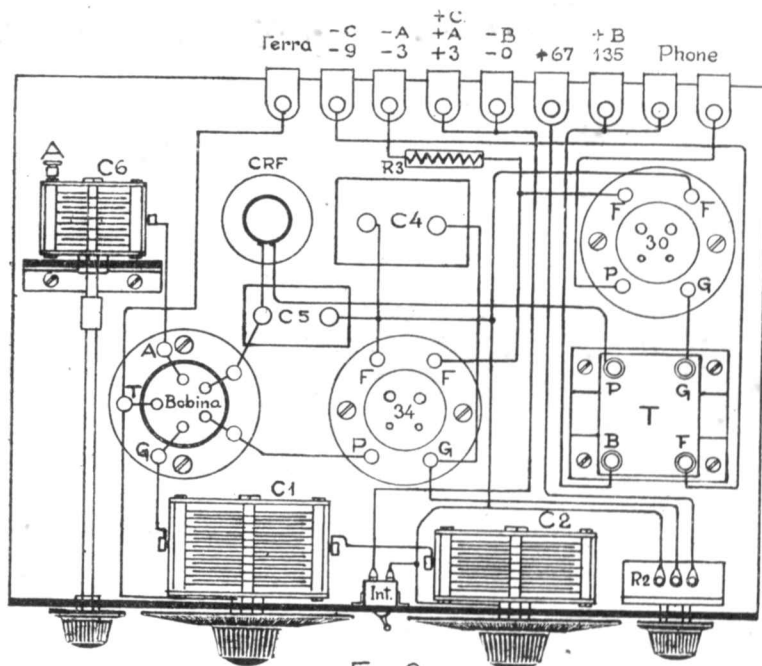 Terra -C -A +C +A -B +67 +B Phone
-9 -3 +3 -0 135
C6
CRF
R3
C4
F F
30
P G
C5
A
T Bobina
G
F F
34
P G
P G
T
B F
C1
C2
Int.
R2